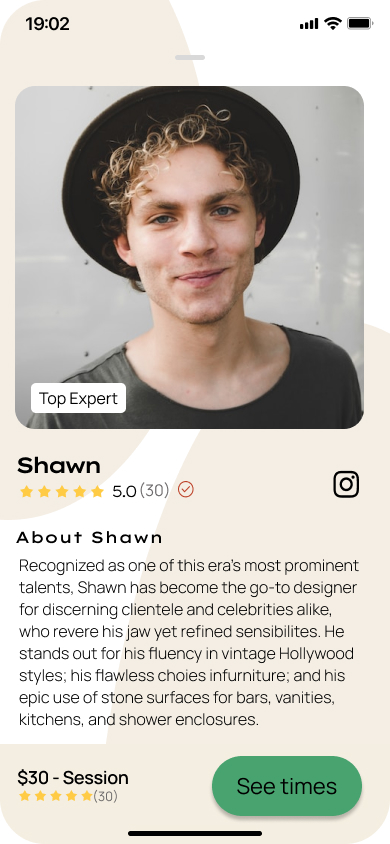 19:02
Top Expert
Shawn
5.0 (30)
About Shawn
Recognized as one of this era's most prominent
talents, Shawn has become the go-to designer
for discerning clientele and celebrities alike,
who revere his jaw yet refined sensibilites. He
stands out for his fluency in vintage Hollywood
styles; his flawless choies infurniture; and his
epic use of stone surfaces for bars, vanities,
kitchens, and shower enclosures.
$30 - Session
(30)
See times